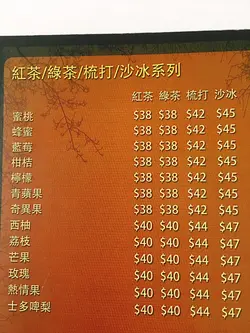 紅茶/綠茶/梳打/沙冰系列
紅茶 綠茶 梳打 沙冰
蜜桃 $38 $38 $42 $45
蜂蜜 $38 $38 $42 $45
藍莓 $38 $38 $42 $45
柑桔 $38 $38 $42 $45
檸檬 $38 $38 $42 $45
青蘋果 $38 $38 $42 $45
奇異果 $38 $38 $42 $45
西柚 $40 $40 $44 $47
荔枝 $40 $40 $44 $47
芒果 $40 $40 $44 $47
玫瑰 $40 $40 $44 $47
熱情果 $40 $40 $44 $47
士多啤梨 $40 $40 $44 $47